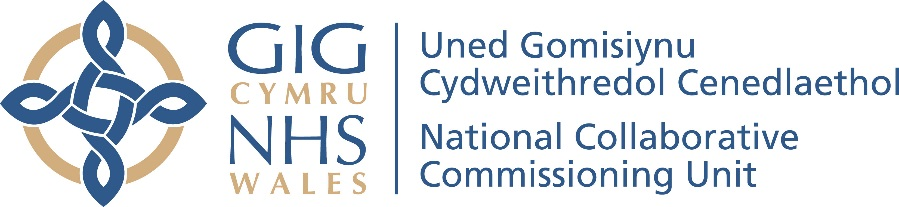 GIG
CYMRU
NHS
WALES
Uned Gomisiynu
Cydweithredol Cenedlaethol
National Collaborative
Commissioning Unit